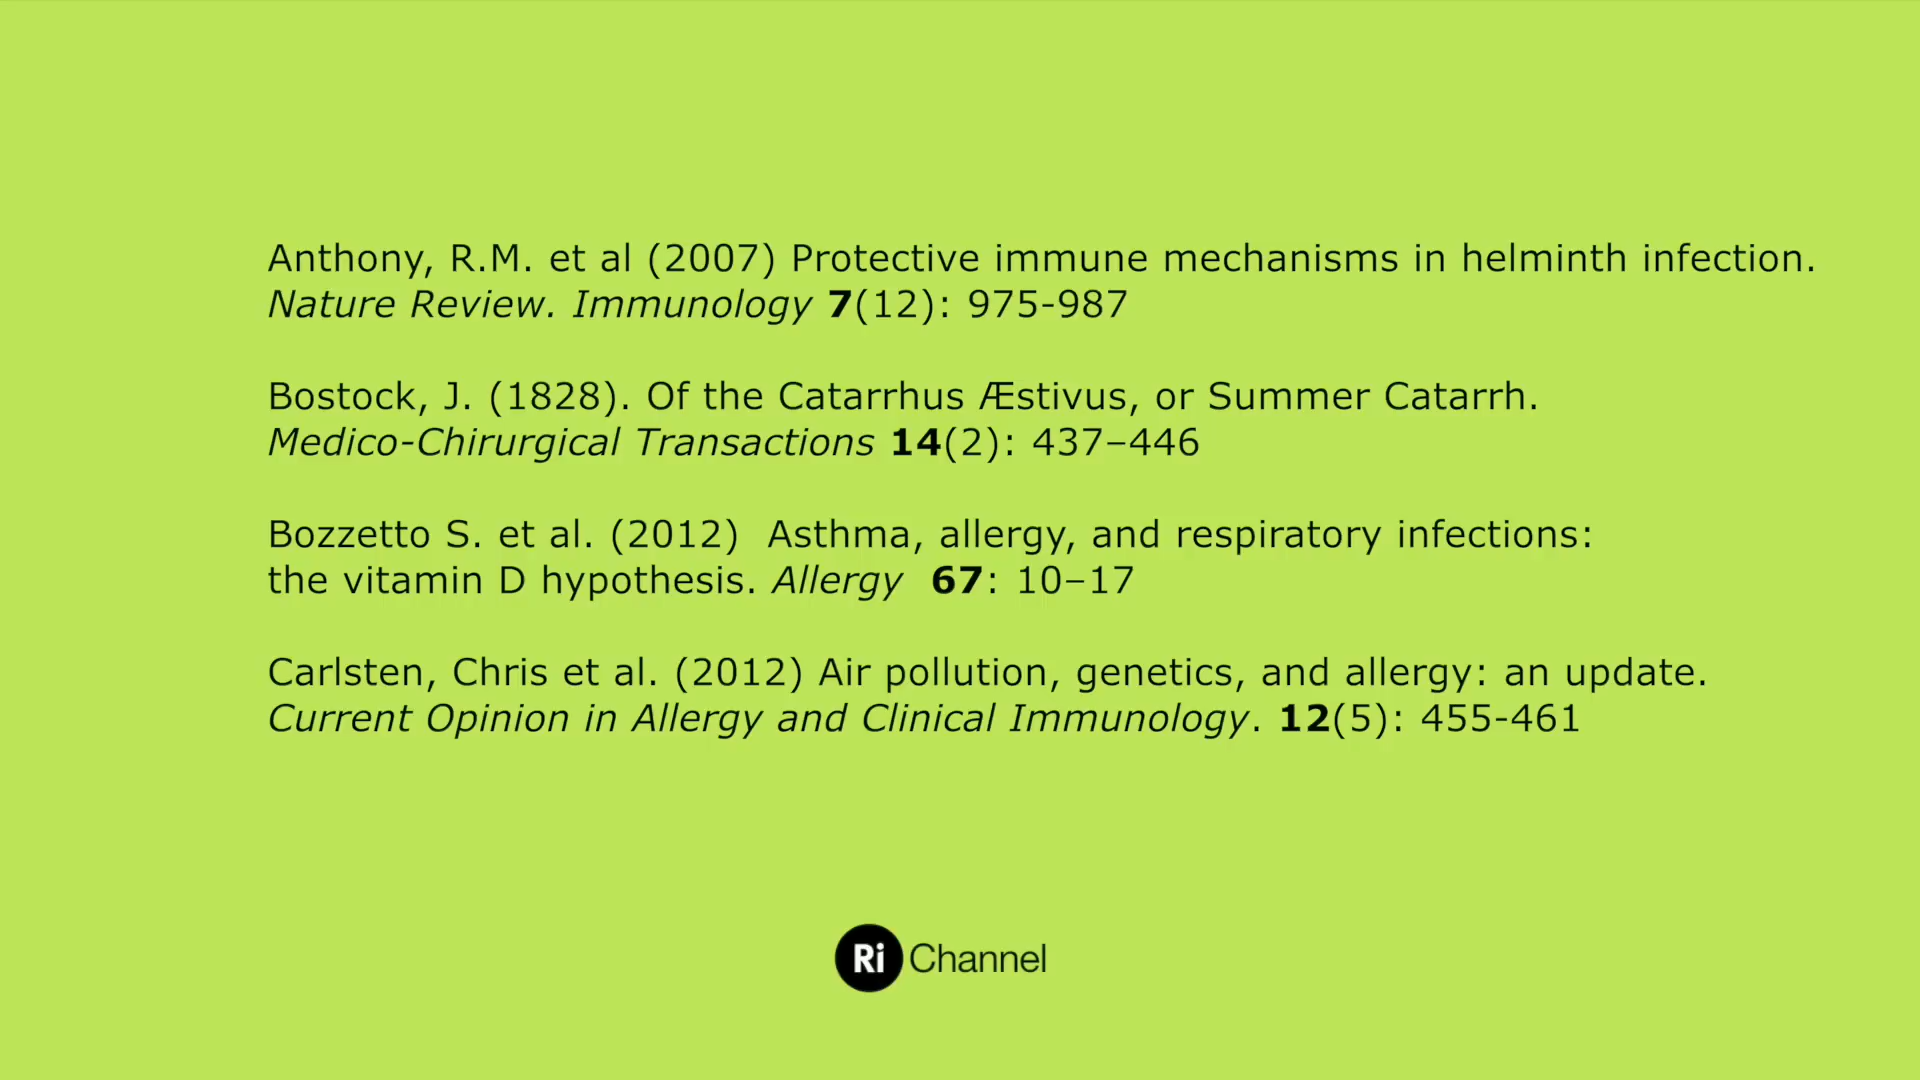 Anthony, R.M. et al (2007) Protective immune mechanisms in helminth infection.
Nature Review. Immunology 7(12): 975-987
Bostock, J. (1828). Of the Catarrhus Æstivus, or Summer Catarrh.
Medico-Chirurgical Transactions 14(2): 437–446
Bozzetto S. et al. (2012)  Asthma, allergy, and respiratory infections:
the vitamin D hypothesis. Allergy  67: 10–17
Carlsten, Chris et al. (2012) Air pollution, genetics, and allergy: an update.
Current Opinion in Allergy and Clinical Immunology. 12(5): 455-461
Ri Channel